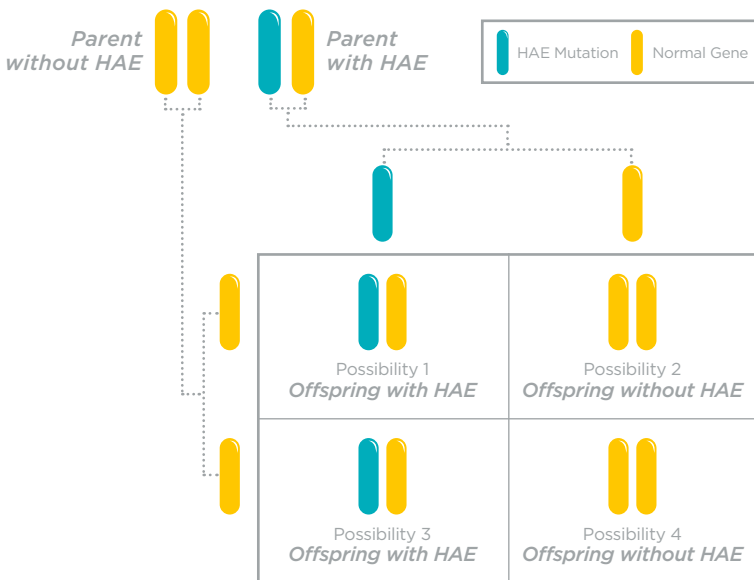 Parent
without HAE
Parent
with HAE
HAE Mutation
Normal Gene
Possibility 1
Offspring with HAE
Possibility 2
Offspring without HAE
Possibility 3
Offspring with HAE
Possibility 4
Offspring without HAE